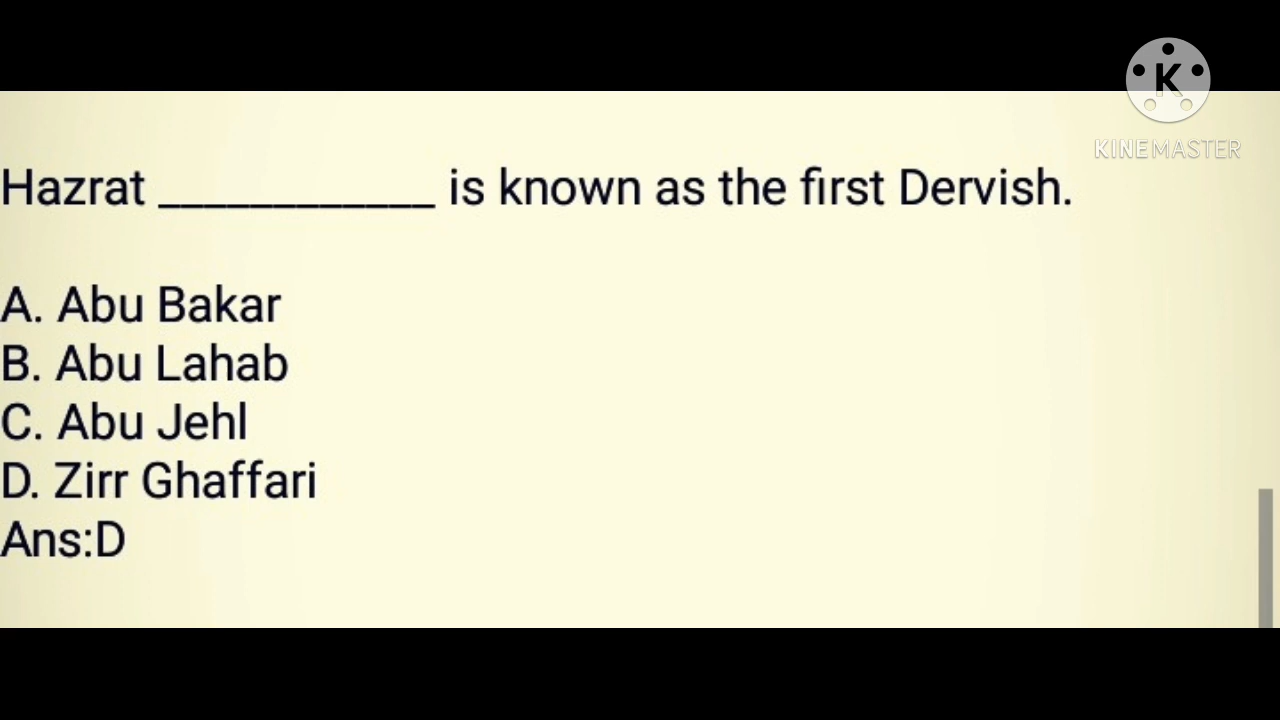 K
KINEMASTER
Hazrat ____________ is known as the first Dervish.
A. Abu Bakar
B. Abu Lahab
C. Abu Jehl
D. Zirr Ghaffari
Ans:D